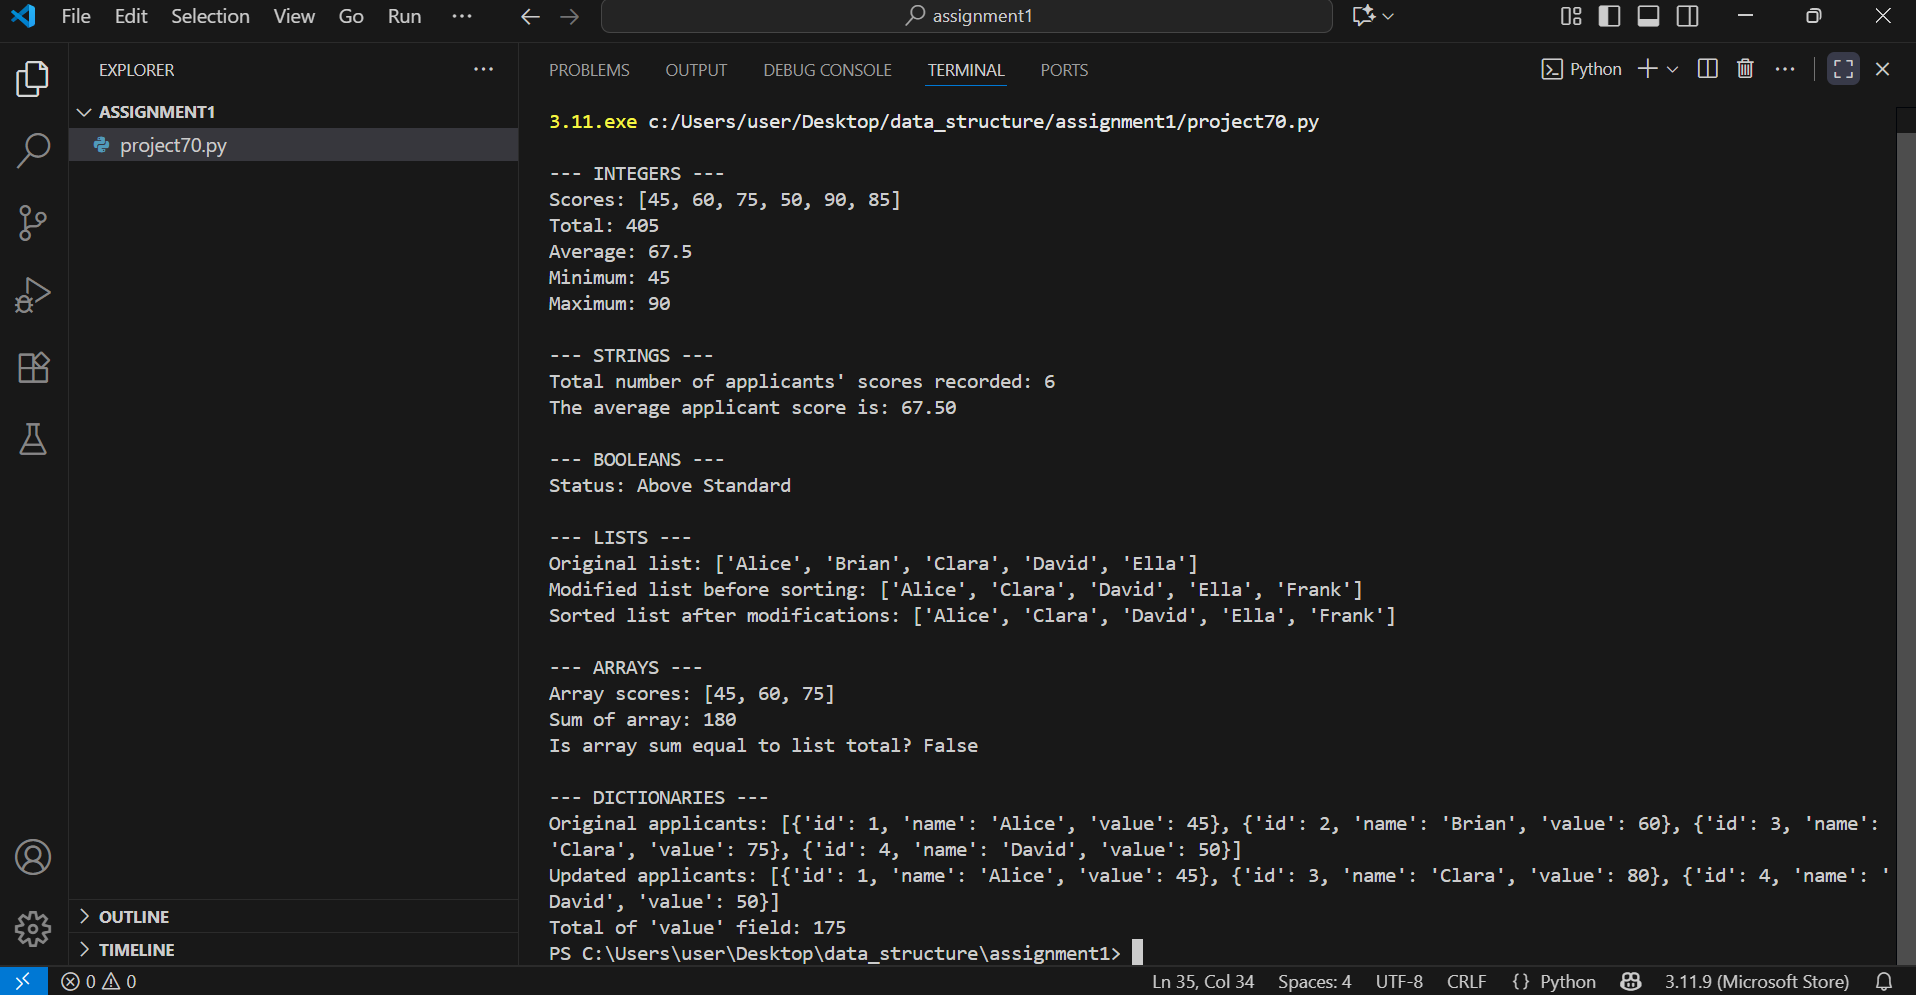 File Edit Selection View Go Run ··· assignment1
EXPLORER ···
ASSIGNMENT1
project70.py
OUTLINE
TIMELINE
PROBLEMS OUTPUT DEBUG CONSOLE TERMINAL PORTS Python ···
3.11.exe c:/Users/user/Desktop/data_structure/assignment1/project70.py
--- INTEGERS ---
Scores: [45, 60, 75, 50, 90, 85]
Total: 405
Average: 67.5
Minimum: 45
Maximum: 90
--- STRINGS ---
Total number of applicants' scores recorded: 6
The average applicant score is: 67.50
--- BOOLEANS ---
Status: Above Standard
--- LISTS ---
Original list: ['Alice', 'Brian', 'Clara', 'David', 'Ella']
Modified list before sorting: ['Alice', 'Clara', 'David', 'Ella', 'Frank']
Sorted list after modifications: ['Alice', 'Clara', 'David', 'Ella', 'Frank']
--- ARRAYS ---
Array scores: [45, 60, 75]
Sum of array: 180
Is array sum equal to list total? False
--- DICTIONARIES ---
Original applicants: [{'id': 1, 'name': 'Alice', 'value': 45}, {'id': 2, 'name': 'Brian', 'value': 60}, {'id': 3, 'name':
'Clara', 'value': 75}, {'id': 4, 'name': 'David', 'value': 50}]
Updated applicants: [{'id': 1, 'name': 'Alice', 'value': 45}, {'id': 3, 'name': 'Clara', 'value': 80}, {'id': 4, 'name': '
David', 'value': 50}]
Total of 'value' field: 175
PS C:\Users\user\Desktop\data_structure\assignment1>
0 0 Ln 35, Col 34 Spaces: 4 UTF-8 CRLF {} Python 3.11.9 (Microsoft Store)